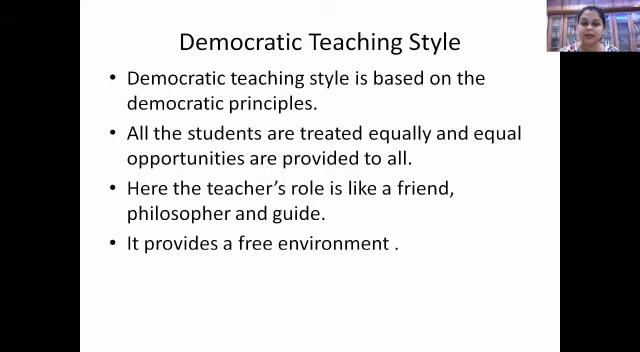 Democratic Teaching Style
• Democratic teaching style is based on the
democratic principles.
• All the students are treated equally and equal
opportunities are provided to all.
• Here the teacher's role is like a friend,
philosopher and guide.
• It provides a free environment .